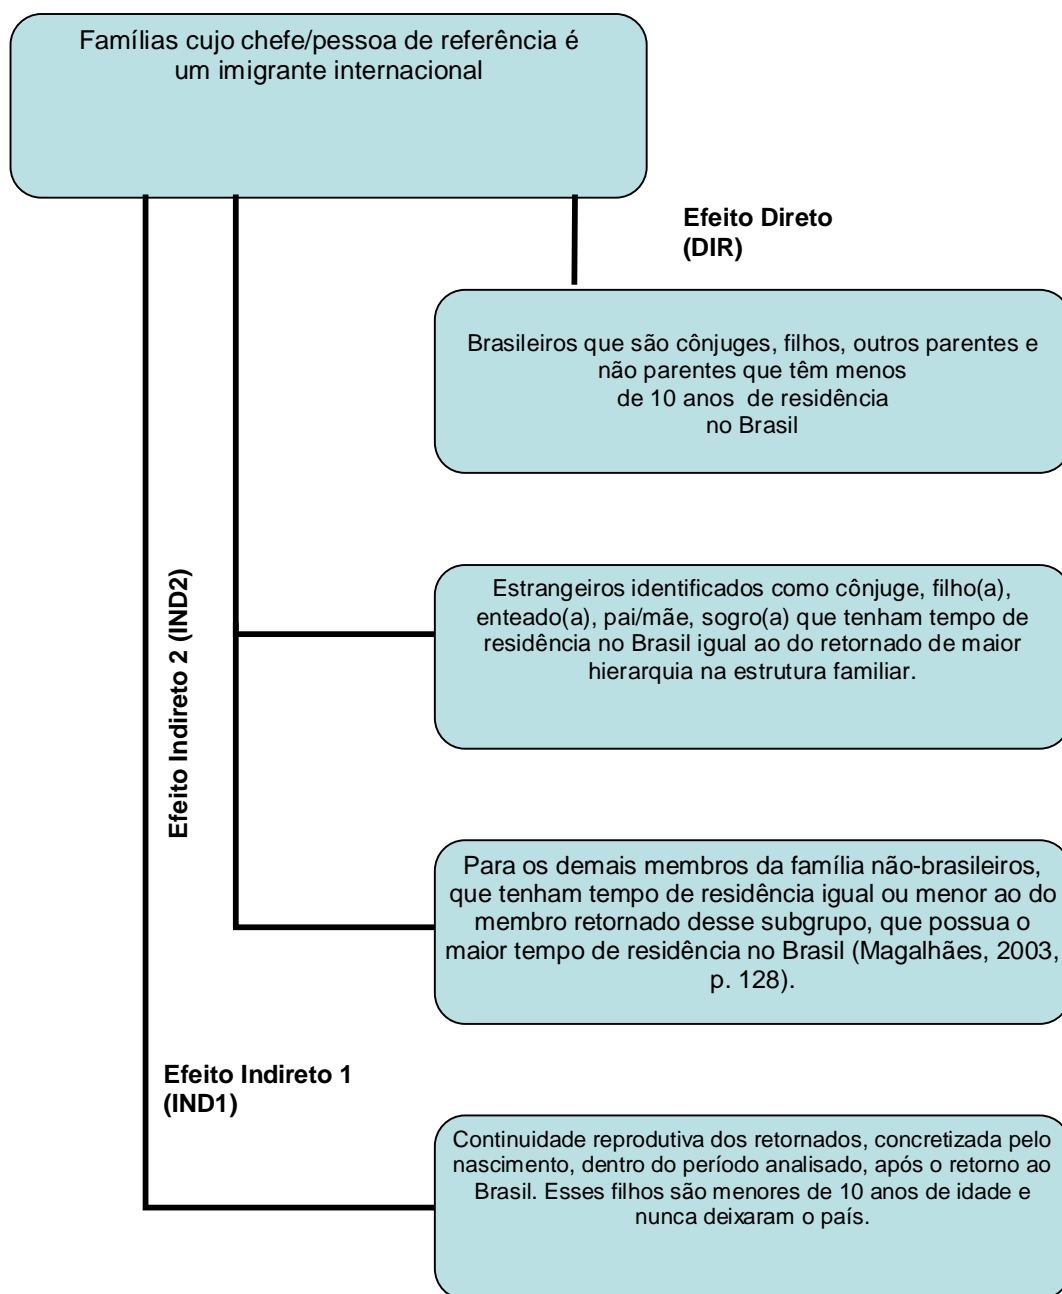 Famílias cujo chefe/pessoa de referência é
um imigrante internacional
Efeito Direto
(DIR)
Brasileiros que são cônjuges, filhos, outros parentes e
não parentes que têm menos
de 10 anos de residência
no Brasil
Efeito Indireto 2 (IND2)
Estrangeiros identificados como cônjuge, filho(a),
enteado(a), pai/mãe, sogro(a) que tenham tempo de
residência no Brasil igual ao do retornado de maior
hierarquia na estrutura familiar.
Para os demais membros da família não-brasileiros,
que tenham tempo de residência igual ou menor ao do
membro retornado desse subgrupo, que possua o
maior tempo de residência no Brasil (Magalhães, 2003,
p. 128).
Efeito Indireto 1
(IND1)
Continuidade reprodutiva dos retornados, concretizada pelo
nascimento, dentro do período analisado, após o retorno ao
Brasil. Esses filhos são menores de 10 anos de idade e
nunca deixaram o país.